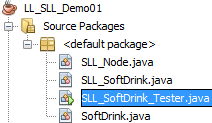 LL_SLL_Demo01
Source Packages
<default package>
SLL_Node.java
SLL_SoftDrink.java
SLL_SoftDrink_Tester.java
SoftDrink.java